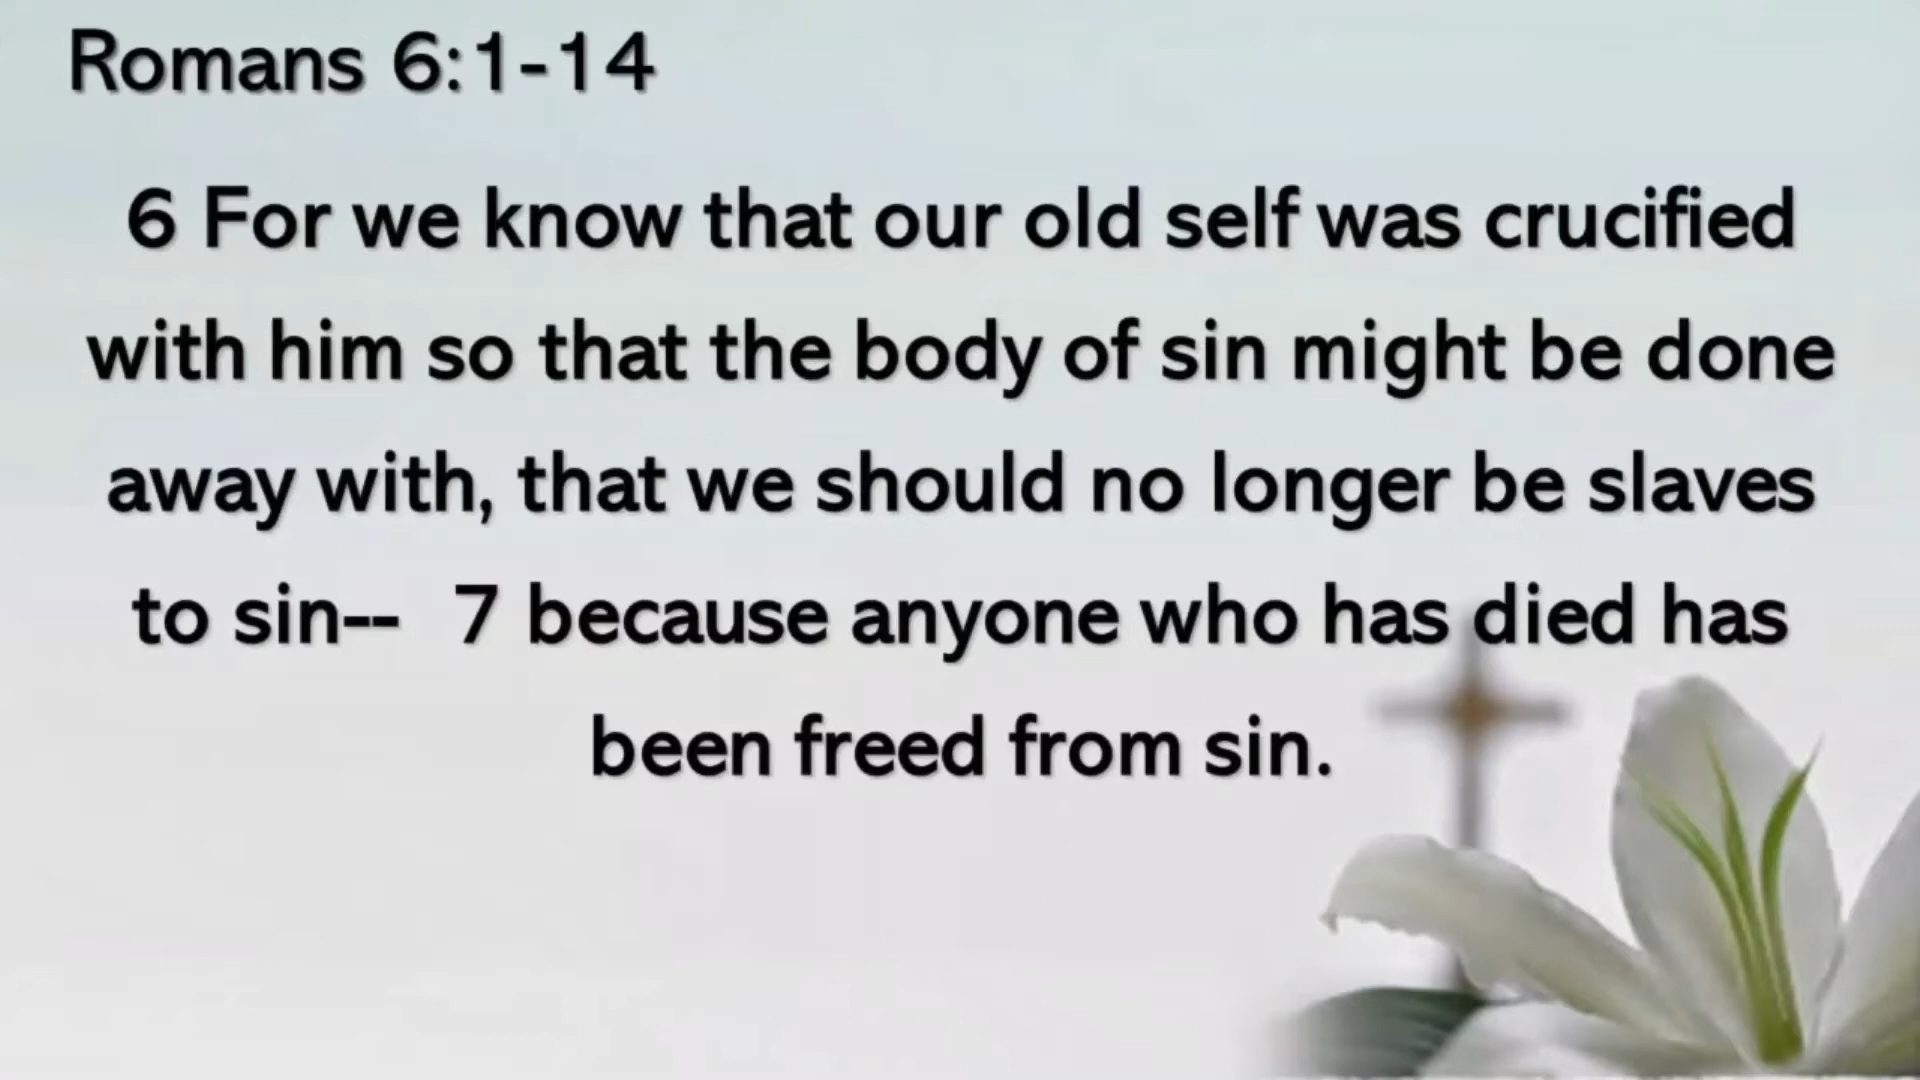 Romans 6:1-14
6 For we know that our old self was crucified
with him so that the body of sin might be done
away with, that we should no longer be slaves
to sin--  7 because anyone who has died has
been freed from sin.